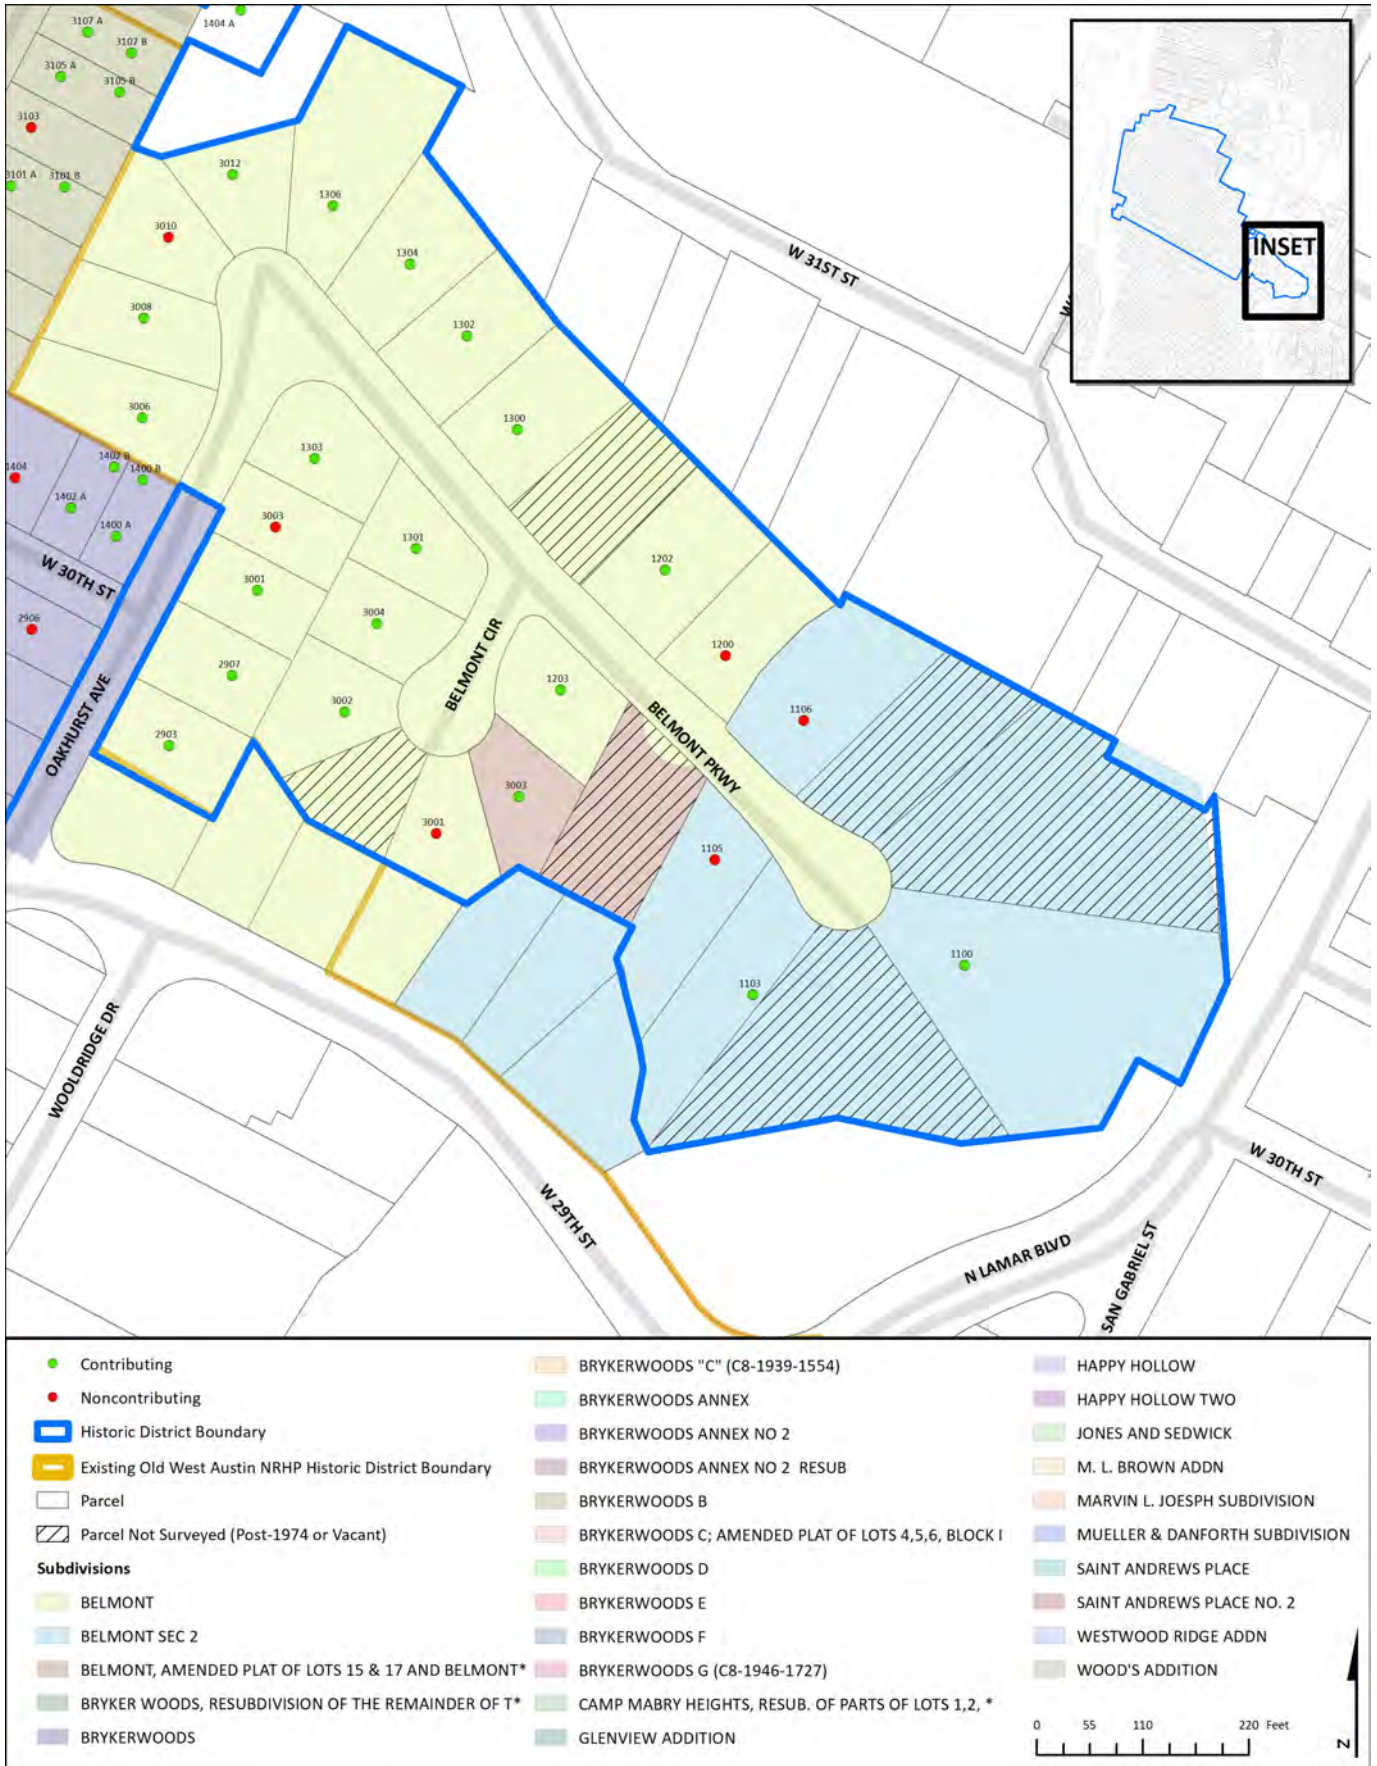 3107 A
1404 A
3107 B
3105 A
3105 B
3103
3101 A
3101 B
3012
3010
1306
1304
3008
1302
3006
1300
W 31ST ST
INSET
1303
1402 B
1400 B
1404
1402 A
1400 A
3003
1301
1202
3001
3004
W 30TH ST
2906
1200
2907
1203
3002
1106
2903
BELMONT CIR
BELMONT PKWY
OAKHURST AVE
3003
3001
1105
1100
1103
WOOLDRIDGE DR
W 29TH ST
W 30TH ST
N LAMAR BLVD
SAN GABRIEL ST
Contributing
Noncontributing
Historic District Boundary
Existing Old West Austin NRHP Historic District Boundary
Parcel
Parcel Not Surveyed (Post-1974 or Vacant)
Subdivisions
BELMONT
BELMONT SEC 2
BELMONT, AMENDED PLAT OF LOTS 15 & 17 AND BELMONT*
BRYKER WOODS, RESUBDIVISION OF THE REMAINDER OF T*
BRYKERWOODS
BRYKERWOODS "C" (C8-1939-1554)
BRYKERWOODS ANNEX
BRYKERWOODS ANNEX NO 2
BRYKERWOODS ANNEX NO 2 RESUB
BRYKERWOODS B
BRYKERWOODS C; AMENDED PLAT OF LOTS 4,5,6, BLOCK I
BRYKERWOODS D
BRYKERWOODS E
BRYKERWOODS F
BRYKERWOODS G (C8-1946-1727)
CAMP MABRY HEIGHTS, RESUB. OF PARTS OF LOTS 1,2, *
GLENVIEW ADDITION
HAPPY HOLLOW
HAPPY HOLLOW TWO
JONES AND SEDWICK
M. L. BROWN ADDN
MARVIN L. JOESPH SUBDIVISION
MUELLER & DANFORTH SUBDIVISION
SAINT ANDREWS PLACE
SAINT ANDREWS PLACE NO. 2
WESTWOOD RIDGE ADDN
WOOD'S ADDITION
0 55 110 220 Feet
N